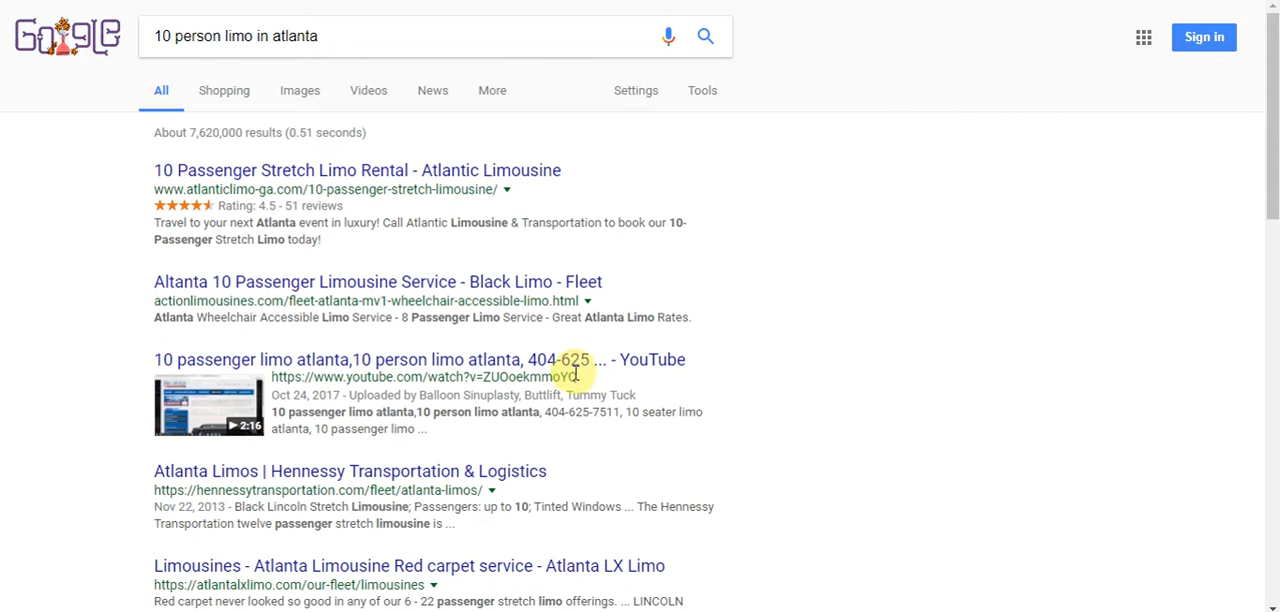 Google
10 person limo in atlanta
Sign in
All Shopping Images Videos News More Settings Tools
About 7,620,000 results (0.51 seconds)
10 Passenger Stretch Limo Rental - Atlantic Limousine
www.atlanticlimo-ga.com/10-passenger-stretch-limousine/
Rating: 4.5 - 51 reviews
Travel to your next Atlanta event in luxury! Call Atlantic Limousine & Transportation to book our 10-
Passenger Stretch Limo today!
Altanta 10 Passenger Limousine Service - Black Limo - Fleet
actionlimousines.com/fleet-atlanta-mv1-wheelchair-accessible-limo.html
Atlanta Wheelchair Accessible Limo Service - 8 Passenger Limo Service - Great Atlanta Limo Rates.
10 passenger limo atlanta,10 person limo atlanta, 404-625 ... - YouTube
https://www.youtube.com/watch?v=ZUOoekmmoYQ
Oct 24, 2017 - Uploaded by Balloon Sinuplasty, Buttlift, Tummy Tuck
10 passenger limo atlanta,10 person limo atlanta, 404-625-7511, 10 seater limo
atlanta, 10 passenger limo ...
2:16
Atlanta Limos | Hennessy Transportation & Logistics
https://hennessytransportation.com/fleet/atlanta-limos/
Nov 22, 2013 - Black Lincoln Stretch Limousine; Passengers: up to 10; Tinted Windows ... The Hennessy
Transportation twelve passenger stretch limousine is ...
Limousines - Atlanta Limousine Red carpet service - Atlanta LX Limo
https://atlantalxlimo.com/our-fleet/limousines
Red carpet never looked so good in any of our 6 - 22 passenger stretch limo offerings. ... LINCOLN